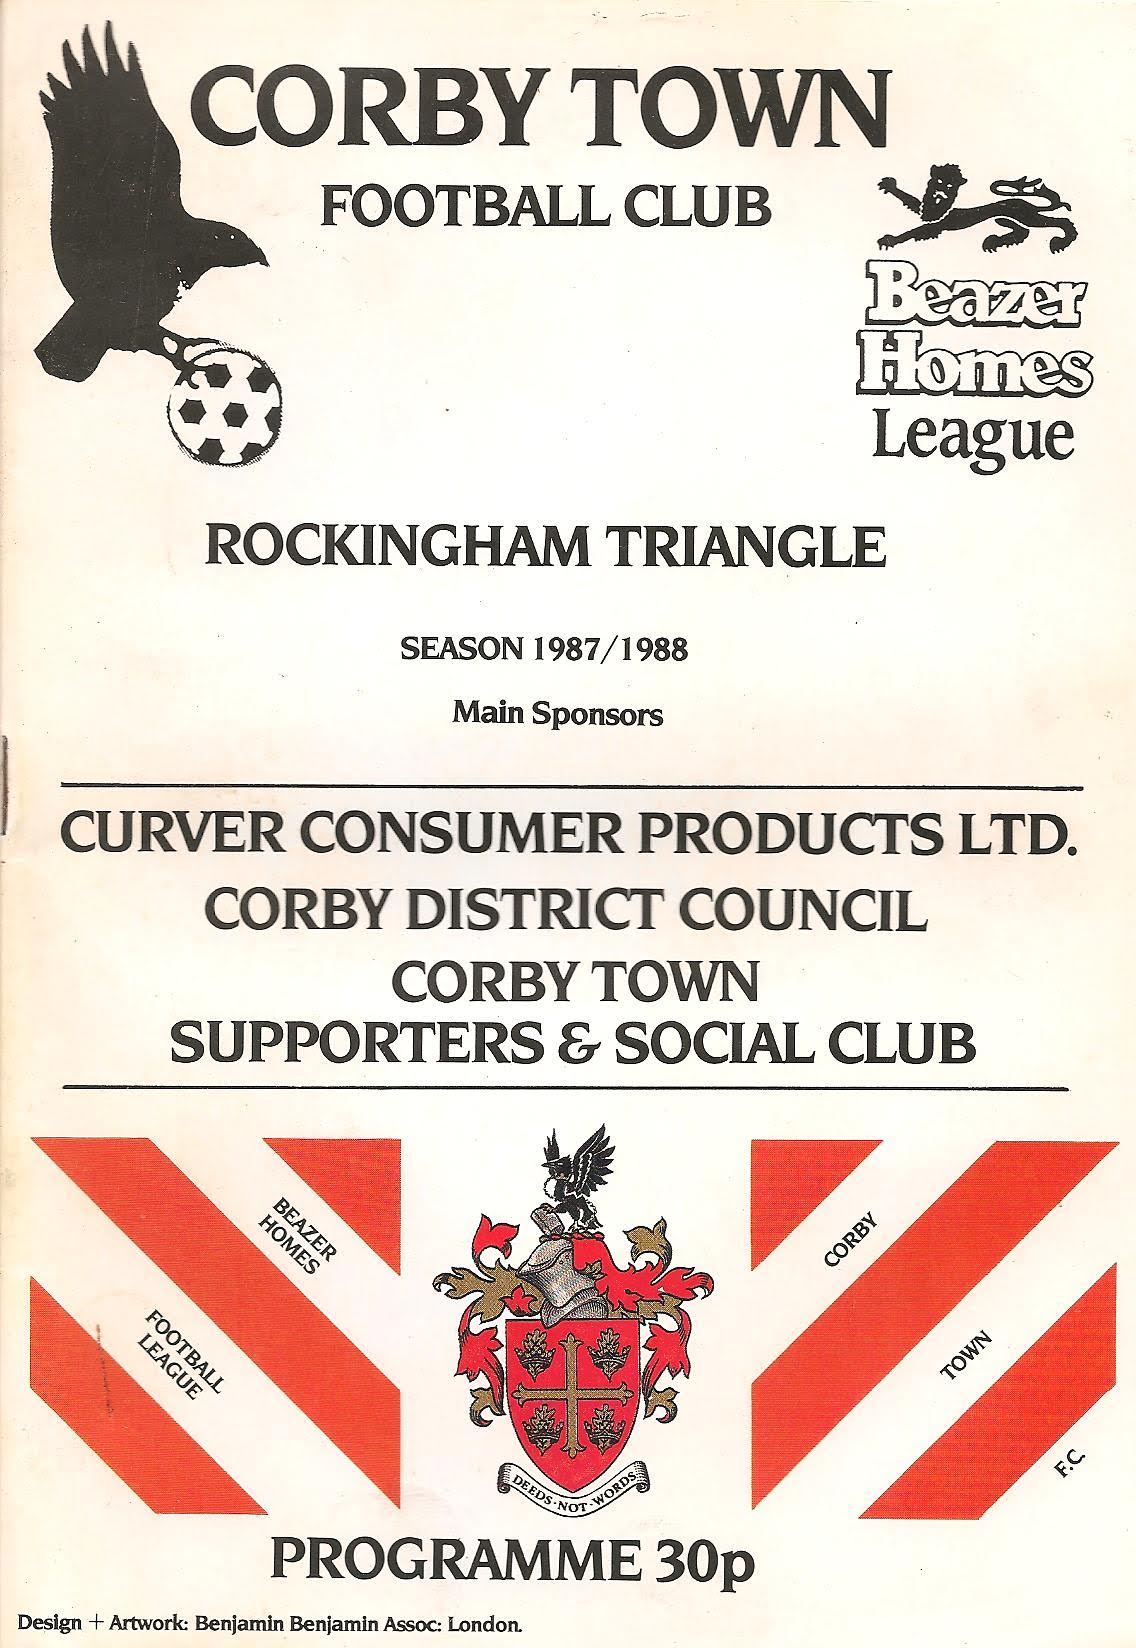 CORBY TOWN
FOOTBALL CLUB
Beazer
Homes
League
ROCKINGHAM TRIANGLE
SEASON 1987/1988
Main Sponsors
CURVER CONSUMER PRODUCTS LTD.
CORBY DISTRICT COUNCIL
CORBY TOWN
SUPPORTERS & SOCIAL CLUB
BEAZER
HOMES
FOOTBALL
LEAGUE
CORBY
TOWN
F.C.
DEEDS·NOT·WORDS
PROGRAMME 30p
Design + Artwork: Benjamin Benjamin Assoc: London.